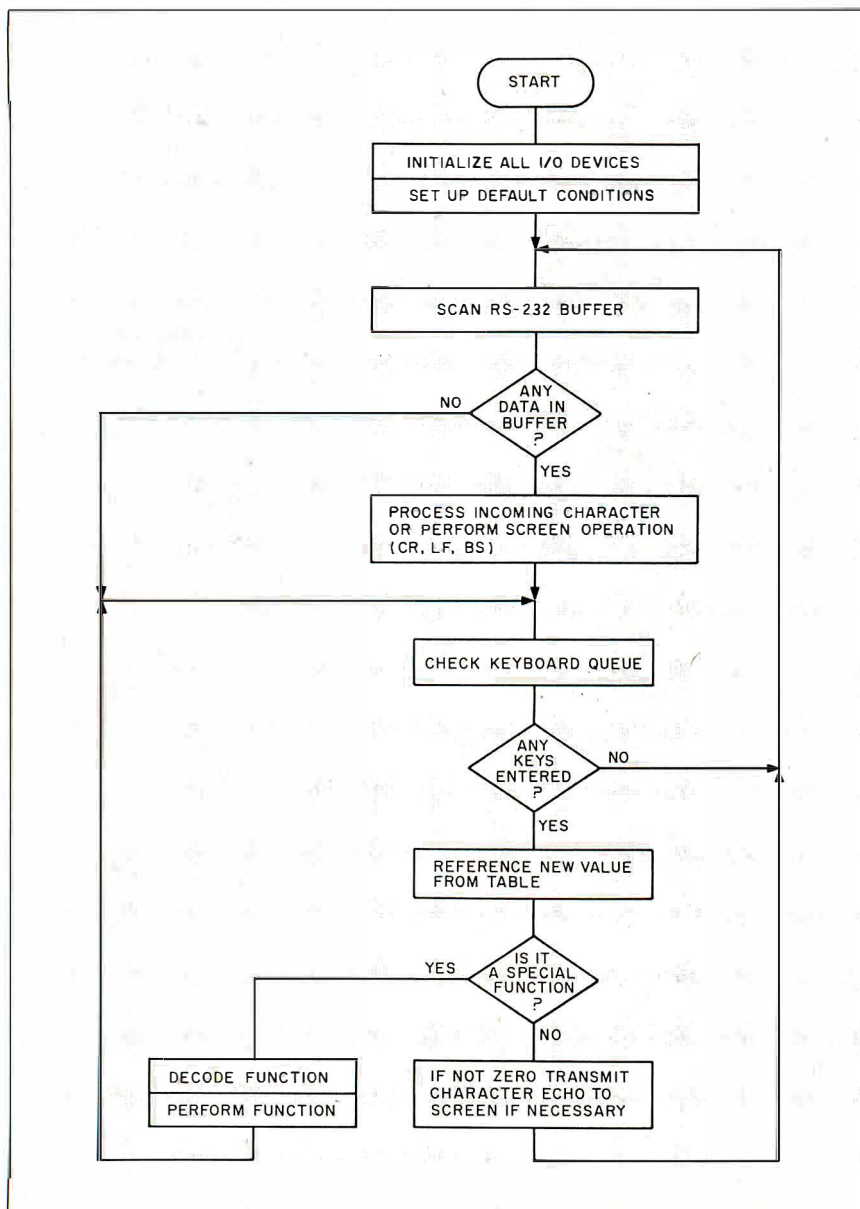 START
INITIALIZE ALL I/O DEVICES
SET UP DEFAULT CONDITIONS
SCAN RS-232 BUFFER
NO
ANY
DATA IN
BUFFER
?
YES
PROCESS INCOMING CHARACTER
OR PERFORM SCREEN OPERATION
(CR, LF, BS)
CHECK KEYBOARD QUEUE
ANY
KEYS
ENTERED
?
NO
YES
REFERENCE NEW VALUE
FROM TABLE
YES
IS IT
A SPECIAL
FUNCTION
?
NO
DECODE FUNCTION
PERFORM FUNCTION
IF NOT ZERO TRANSMIT
CHARACTER ECHO TO
SCREEN IF NECESSARY